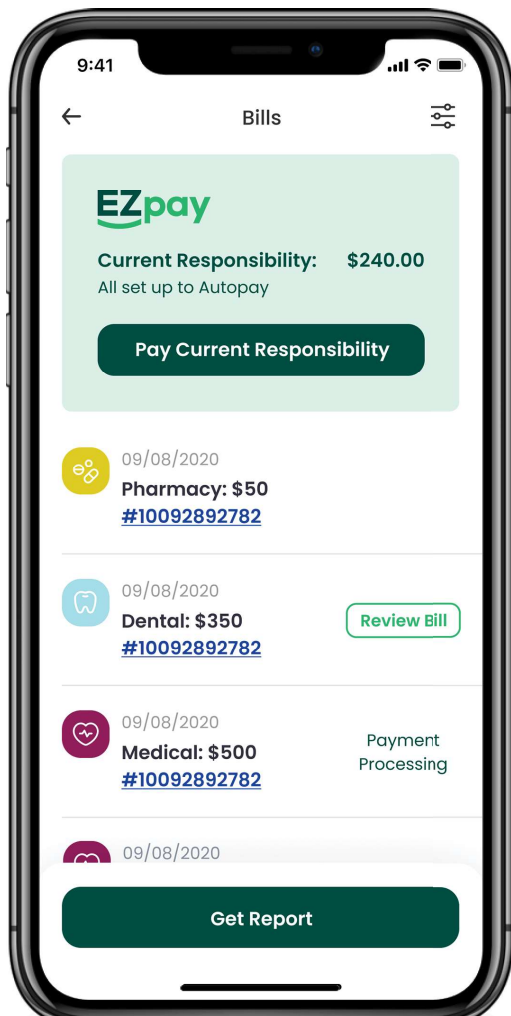 9:41
Bills
EZpay
Current Responsibility: $240.00
All set up to Autopay
Pay Current Responsibility
09/08/2020
Pharmacy: $50
#10092892782
09/08/2020
Dental: $350
#10092892782
Review Bill
09/08/2020
Medical: $500
#10092892782
Payment
Processing
09/08/2020
Get Report